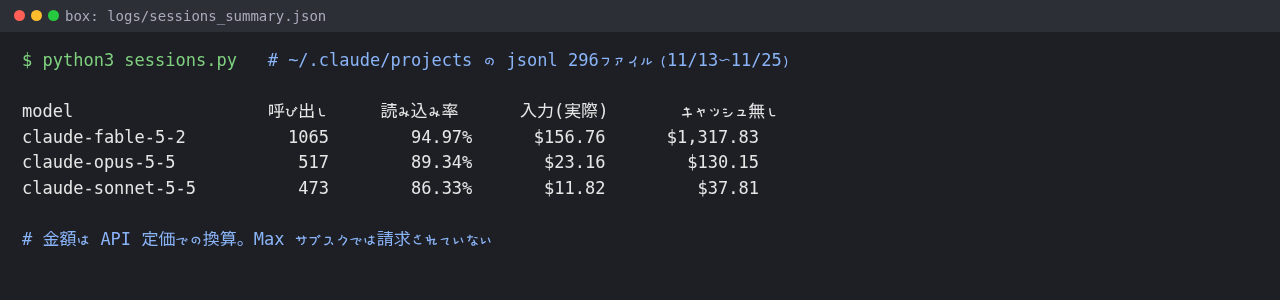 box: logs/sessions_summary.json
$ python3 sessions.py   # ~/.claude/projects の jsonl 296ファイル（11/13〜11/25）
model 呼び出し 読み込み率 入力(実際) キャッシュ無し
claude-fable-5-2 1065 94.97% $156.76 $1,317.83
claude-opus-5-5 517 89.34% $23.16 $130.15
claude-sonnet-5-5 473 86.33% $11.82 $37.81
# 金額は API 定価での換算。Max サブスクでは請求されていない